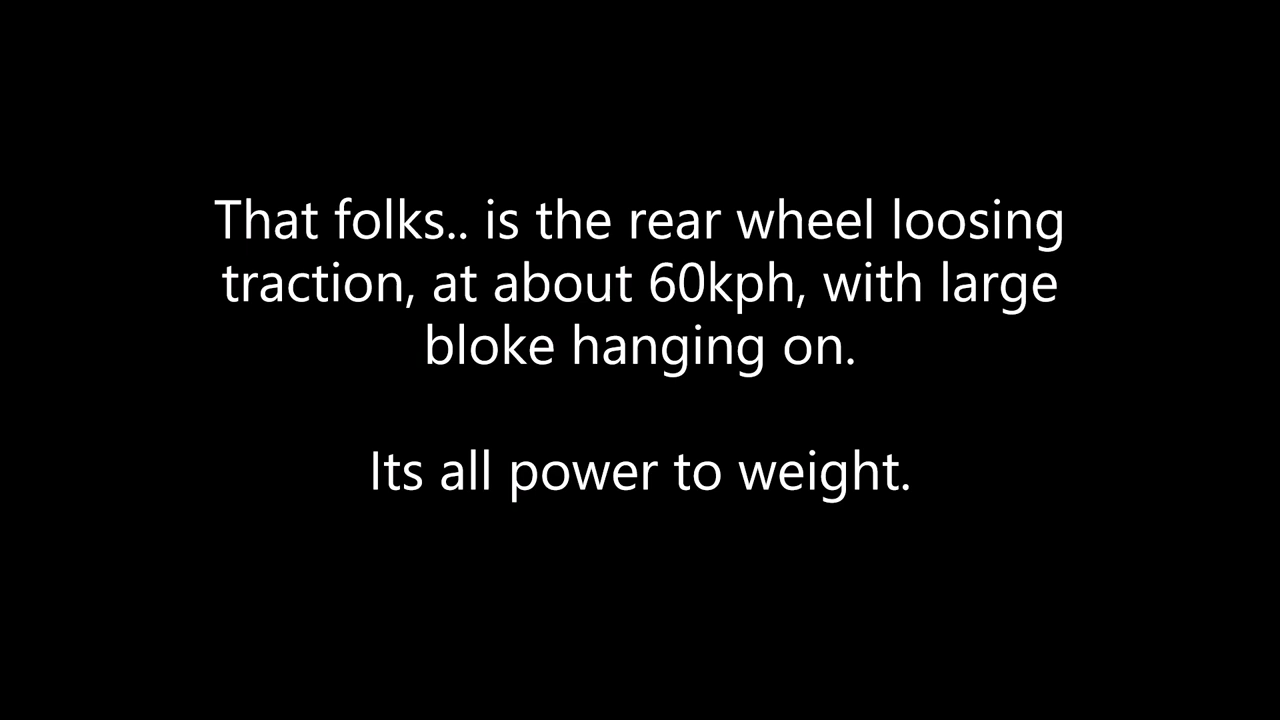 That folks.. is the rear wheel loosing
traction, at about 60kph, with large
bloke hanging on.
Its all power to weight.